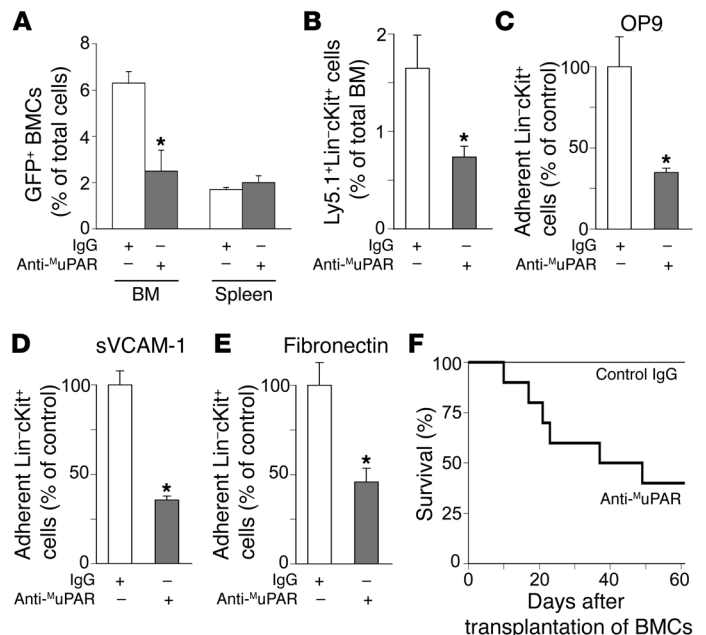 A
GFP⁺ BMCs
(% of total cells)
8
6
4
2
0
*
IgG + – + –
Anti-ᴹuPAR – + – +
BM Spleen
B
Ly5.1⁺Lin⁻cKit⁺ cells
(% of total BM)
2
1
0
*
IgG + –
Anti-ᴹuPAR – +
C
OP9
Adherent Lin⁻cKit⁺
cells (% of control)
100
50
0
*
IgG + –
Anti-ᴹuPAR – +
D
sVCAM-1
Adherent Lin⁻cKit⁺
cells (% of control)
100
50
0
*
IgG + –
Anti-ᴹuPAR – +
E
Fibronectin
Adherent Lin⁻cKit⁺
cells (% of control)
100
50
0
*
IgG + –
Anti-ᴹuPAR – +
F
Survival (%)
100
75
50
25
0
Control IgG
Anti-ᴹuPAR
0 20 40 60
Days after
transplantation of BMCs